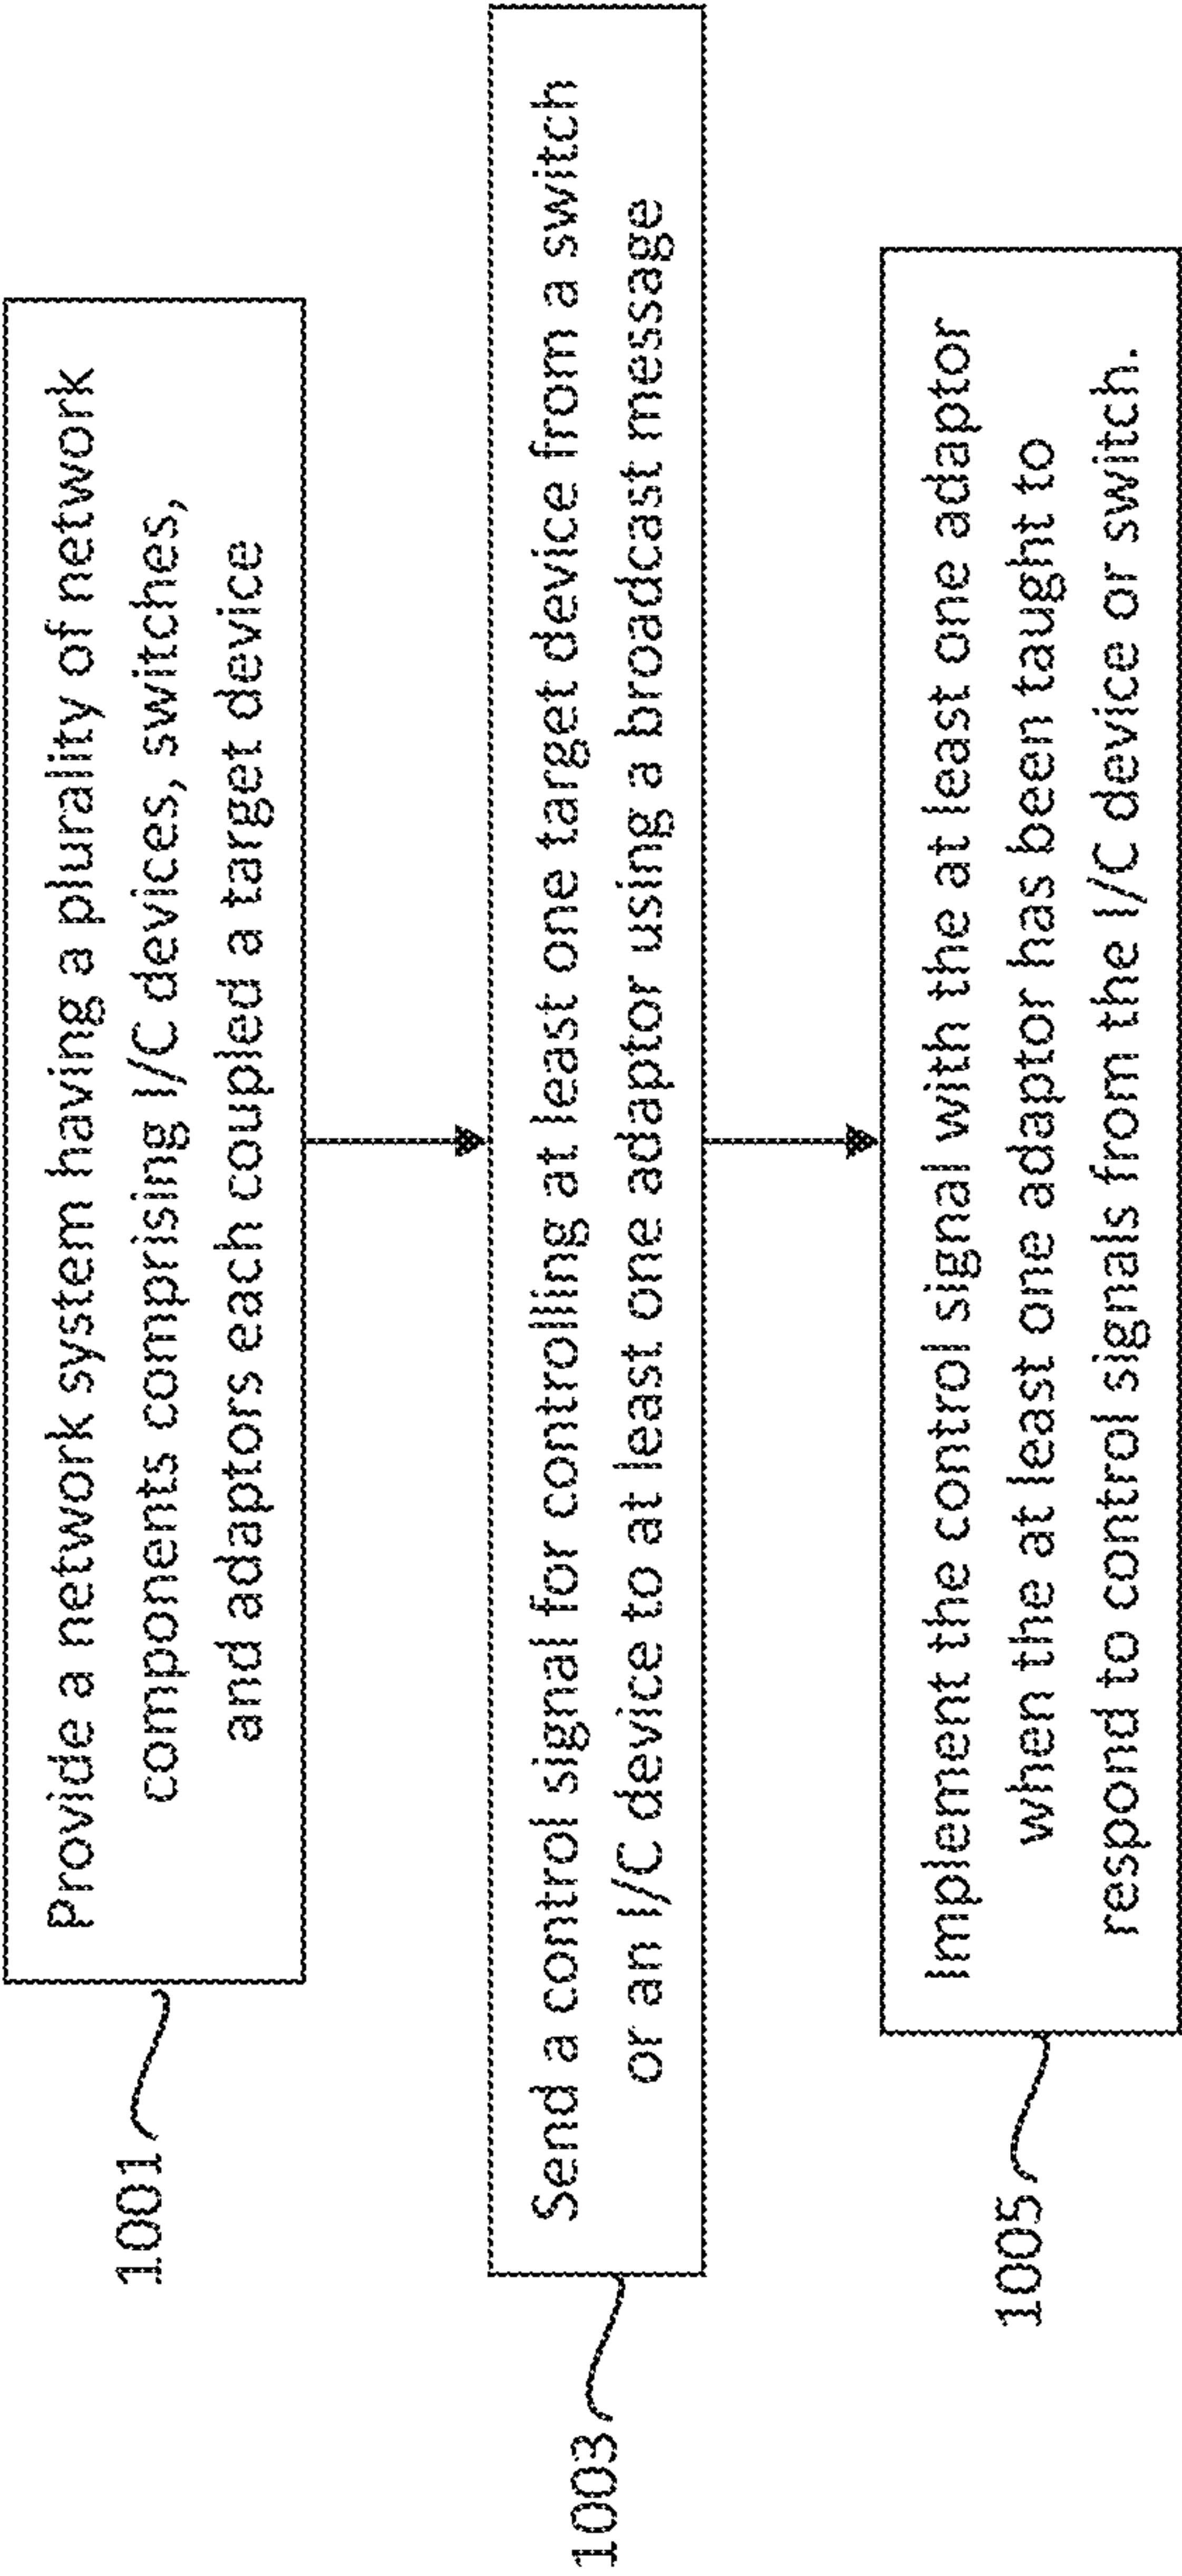 1001
Provide a network system having a plurality of network
components comprising I/C devices, switches,
and adaptors each coupled a target device
1003
Send a control signal for controlling at least one target device from a switch
or an I/C device to at least one adaptor using a broadcast message
1005
Implement the control signal with the at least one adaptor
when the at least one adaptor has been taught to
respond to control signals from the I/C device or switch.